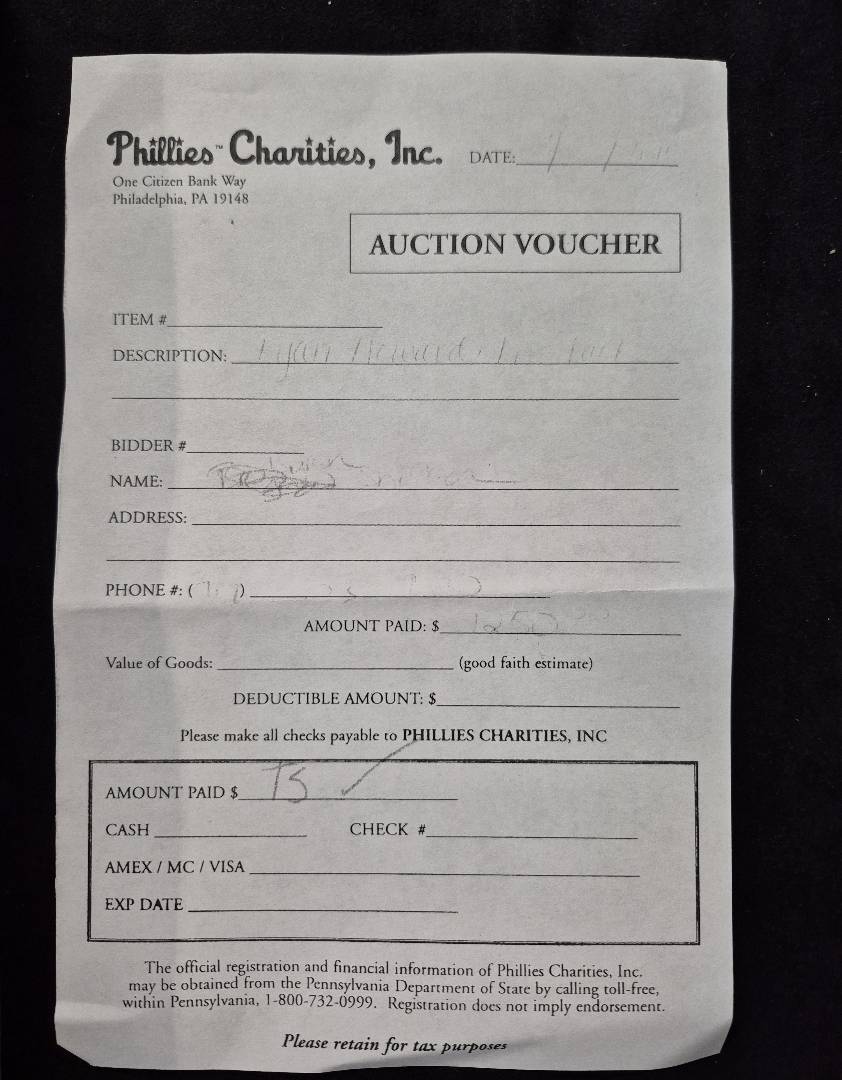 Phillies™ Charities, Inc. DATE:
One Citizen Bank Way
Philadelphia, PA 19148
AUCTION VOUCHER
ITEM #
DESCRIPTION: Ryan Howard
BIDDER #
NAME:
ADDRESS:
PHONE #: ( )
AMOUNT PAID: $ 1250
Value of Goods: (good faith estimate)
DEDUCTIBLE AMOUNT: $
Please make all checks payable to PHILLIES CHARITIES, INC
AMOUNT PAID $ TS ✓
CASH CHECK #
AMEX / MC / VISA
EXP DATE
The official registration and financial information of Phillies Charities, Inc.
may be obtained from the Pennsylvania Department of State by calling toll-free,
within Pennsylvania, 1-800-732-0999. Registration does not imply endorsement.
Please retain for tax purposes